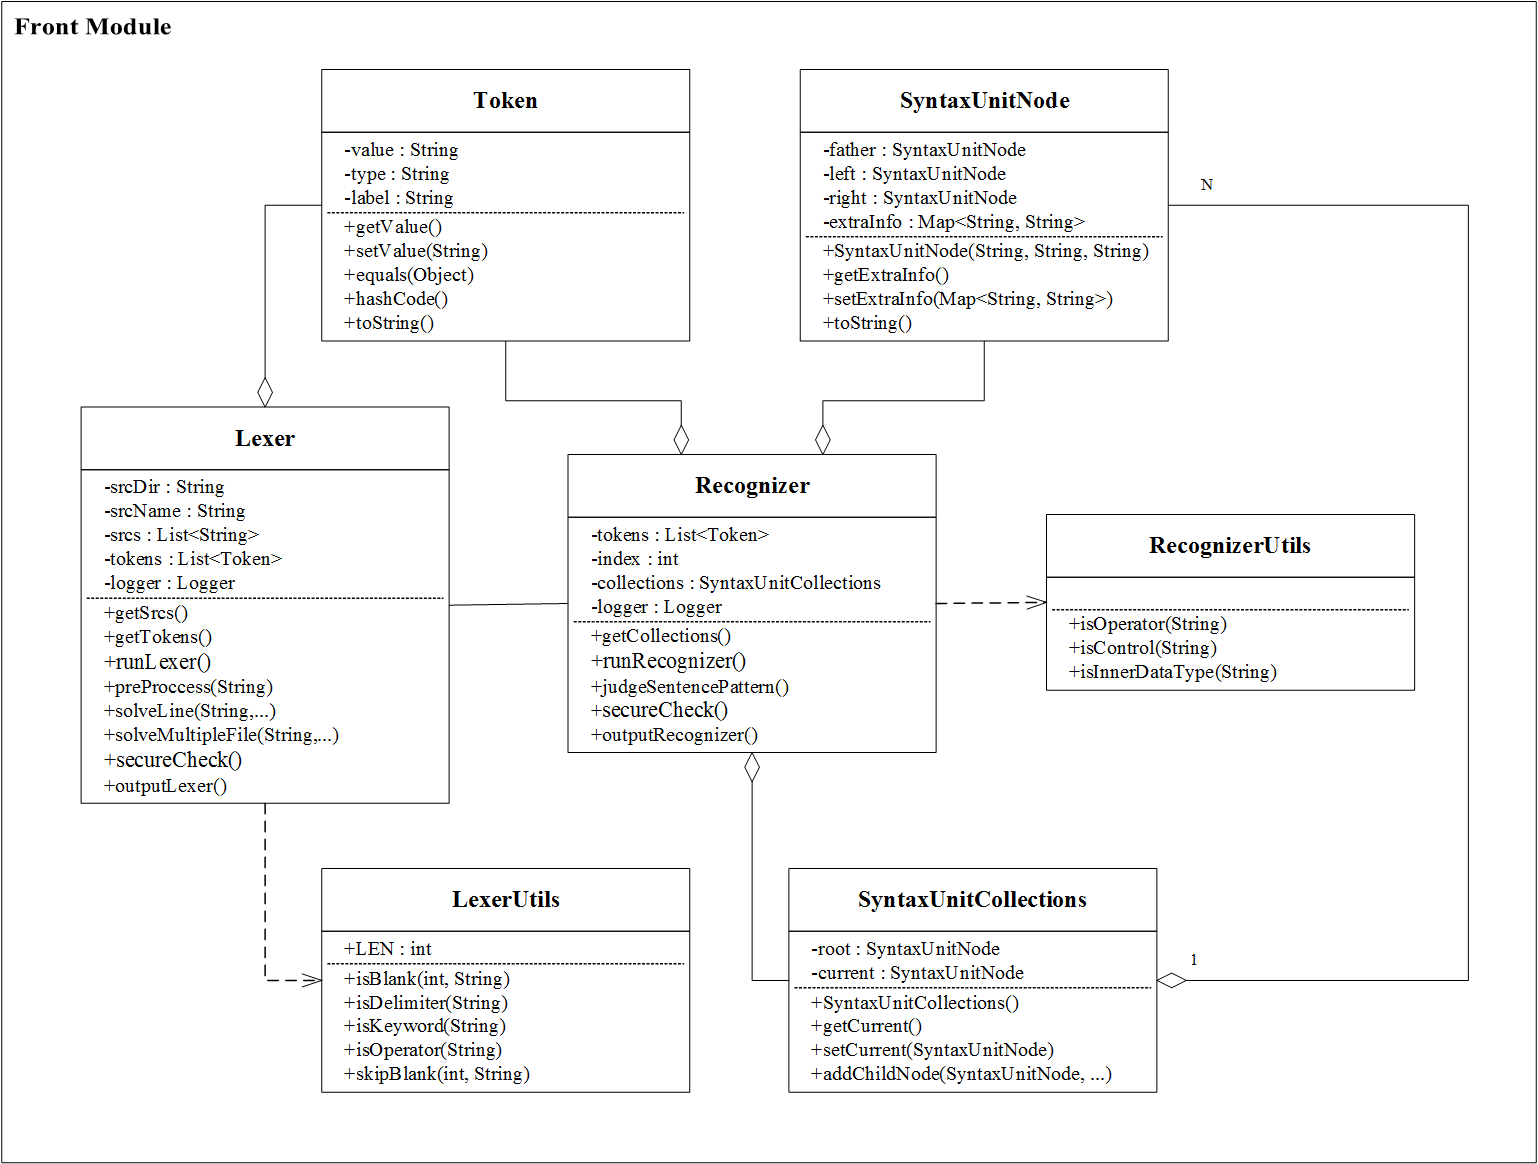 Front Module
Token
-value : String
-type : String
-label : String
+getValue()
+setValue(String)
+equals(Object)
+hashCode()
+toString()
SyntaxUnitNode
-father : SyntaxUnitNode
-left : SyntaxUnitNode
-right : SyntaxUnitNode
-extraInfo : Map<String, String>
+SyntaxUnitNode(String, String, String)
+getExtraInfo()
+setExtraInfo(Map<String, String>)
+toString()
N
Lexer
-srcDir : String
-srcName : String
-srcs : List<String>
-tokens : List<Token>
-logger : Logger
+getSrcs()
+getTokens()
+runLexer()
+preProccess(String)
+solveLine(String,...)
+solveMultipleFile(String,...)
+secureCheck()
+outputLexer()
Recognizer
-tokens : List<Token>
-index : int
-collections : SyntaxUnitCollections
-logger : Logger
+getCollections()
+runRecognizer()
+judgeSentencePattern()
+secureCheck()
+outputRecognizer()
RecognizerUtils
+isOperator(String)
+isControl(String)
+isInnerDataType(String)
LexerUtils
+LEN : int
+isBlank(int, String)
+isDelimiter(String)
+isKeyword(String)
+isOperator(String)
+skipBlank(int, String)
SyntaxUnitCollections
-root : SyntaxUnitNode
-current : SyntaxUnitNode
+SyntaxUnitCollections()
+getCurrent()
+setCurrent(SyntaxUnitNode)
+addChildNode(SyntaxUnitNode, ...)
1